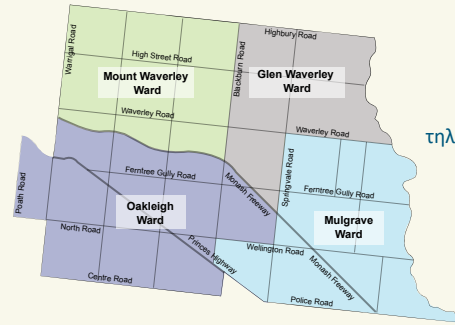 Highbury Road
Warrigal Road
High Street Road
Blackburn Road
Mount Waverley
Ward
Glen Waverley
Ward
Waverley Road
Waverley Road
τηλ
Springvale Road
Ferntree Gully Road
Ferntree Gully Road
Monash Freeway
Poath Road
Oakleigh
Ward
Mulgrave
Ward
North Road
Princes Highway
Wellington Road
Monash Freeway
Centre Road
Police Road